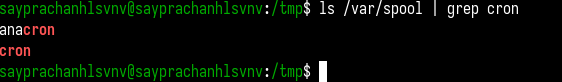 sayprachanhlsvnv@sayprachanhlsvnv:/tmp$ ls /var/spool | grep cron
anacron
cron
sayprachanhlsvnv@sayprachanhlsvnv:/tmp$